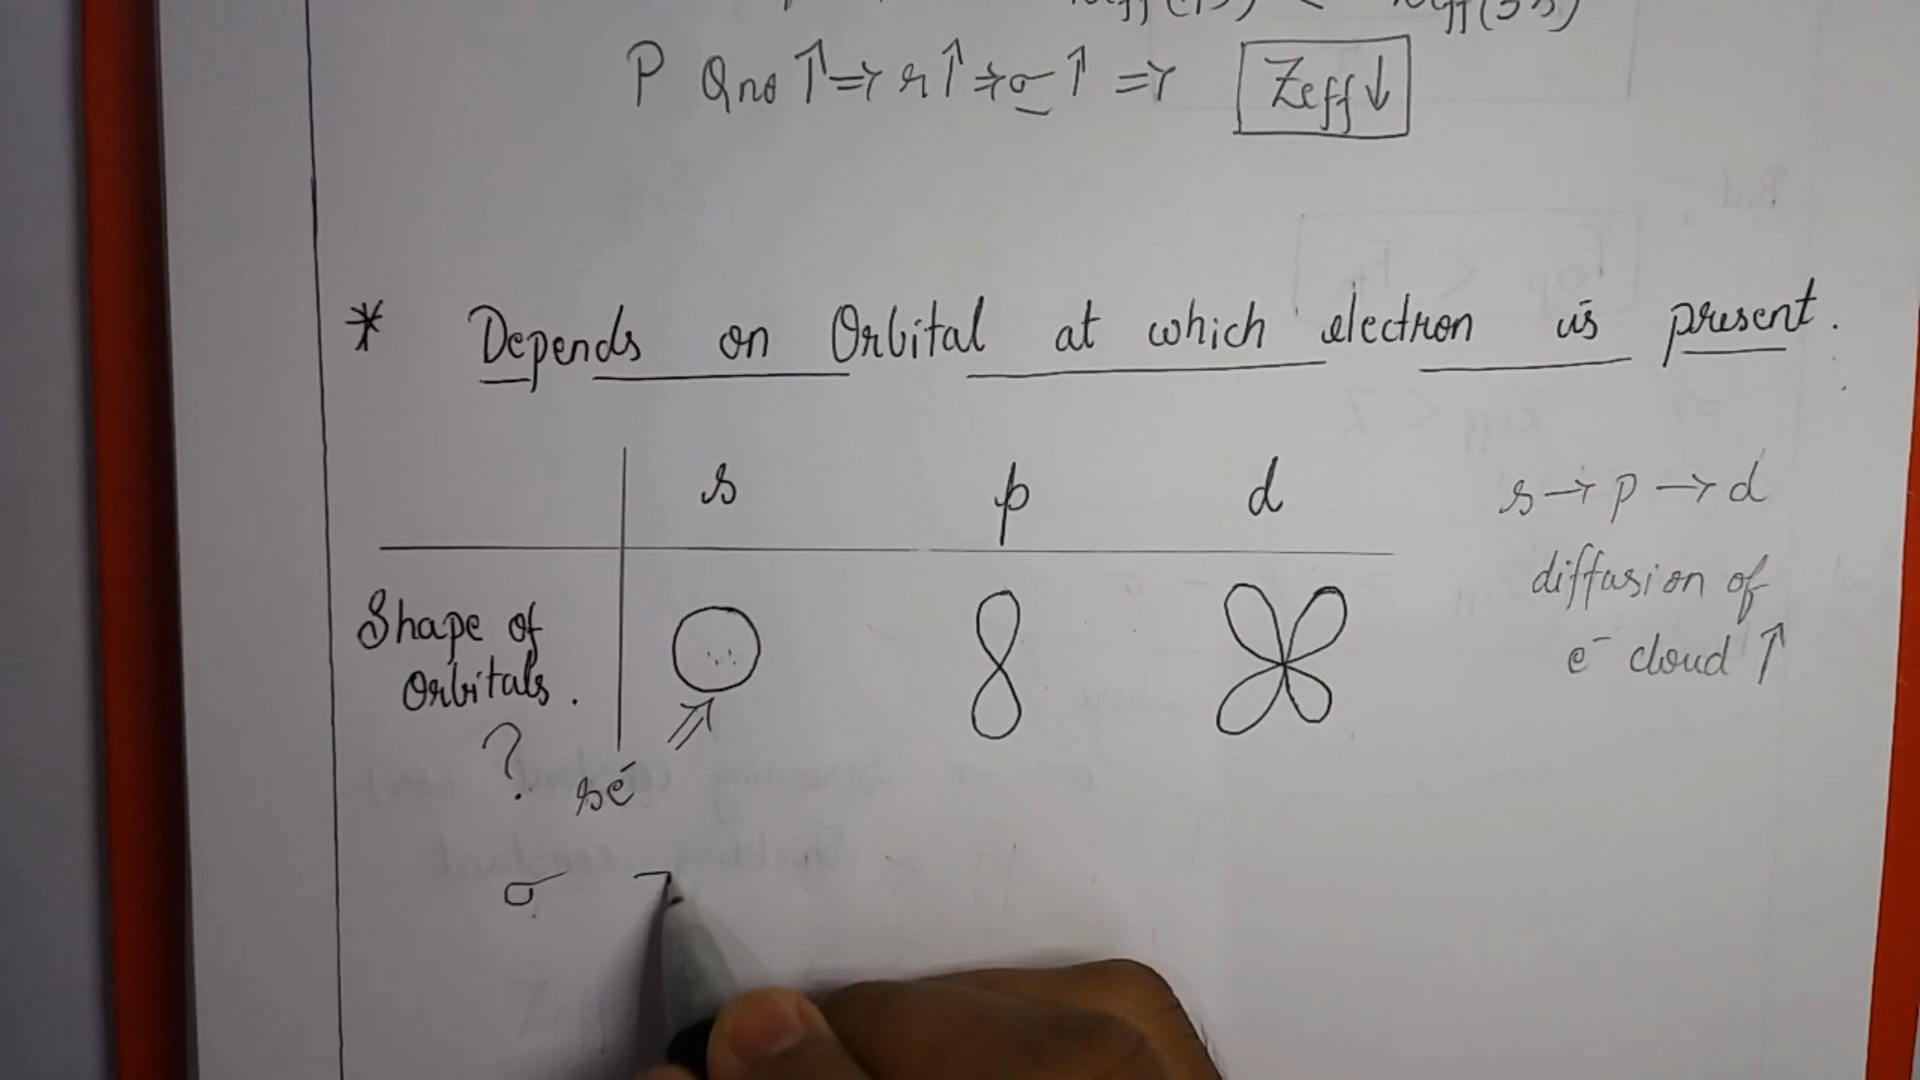 P Qno ↑ ⇒ r ↑ ⇒ σ ↑ ⇒ Zeff ↓
* Depends on Orbital at which electron is present.
s p d
Shape of
Orbitals.
?
s → p → d
diffusion of
e⁻ cloud ↑
se⁻
σ